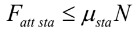 F_{att sta} ≤ μ_{sta}N